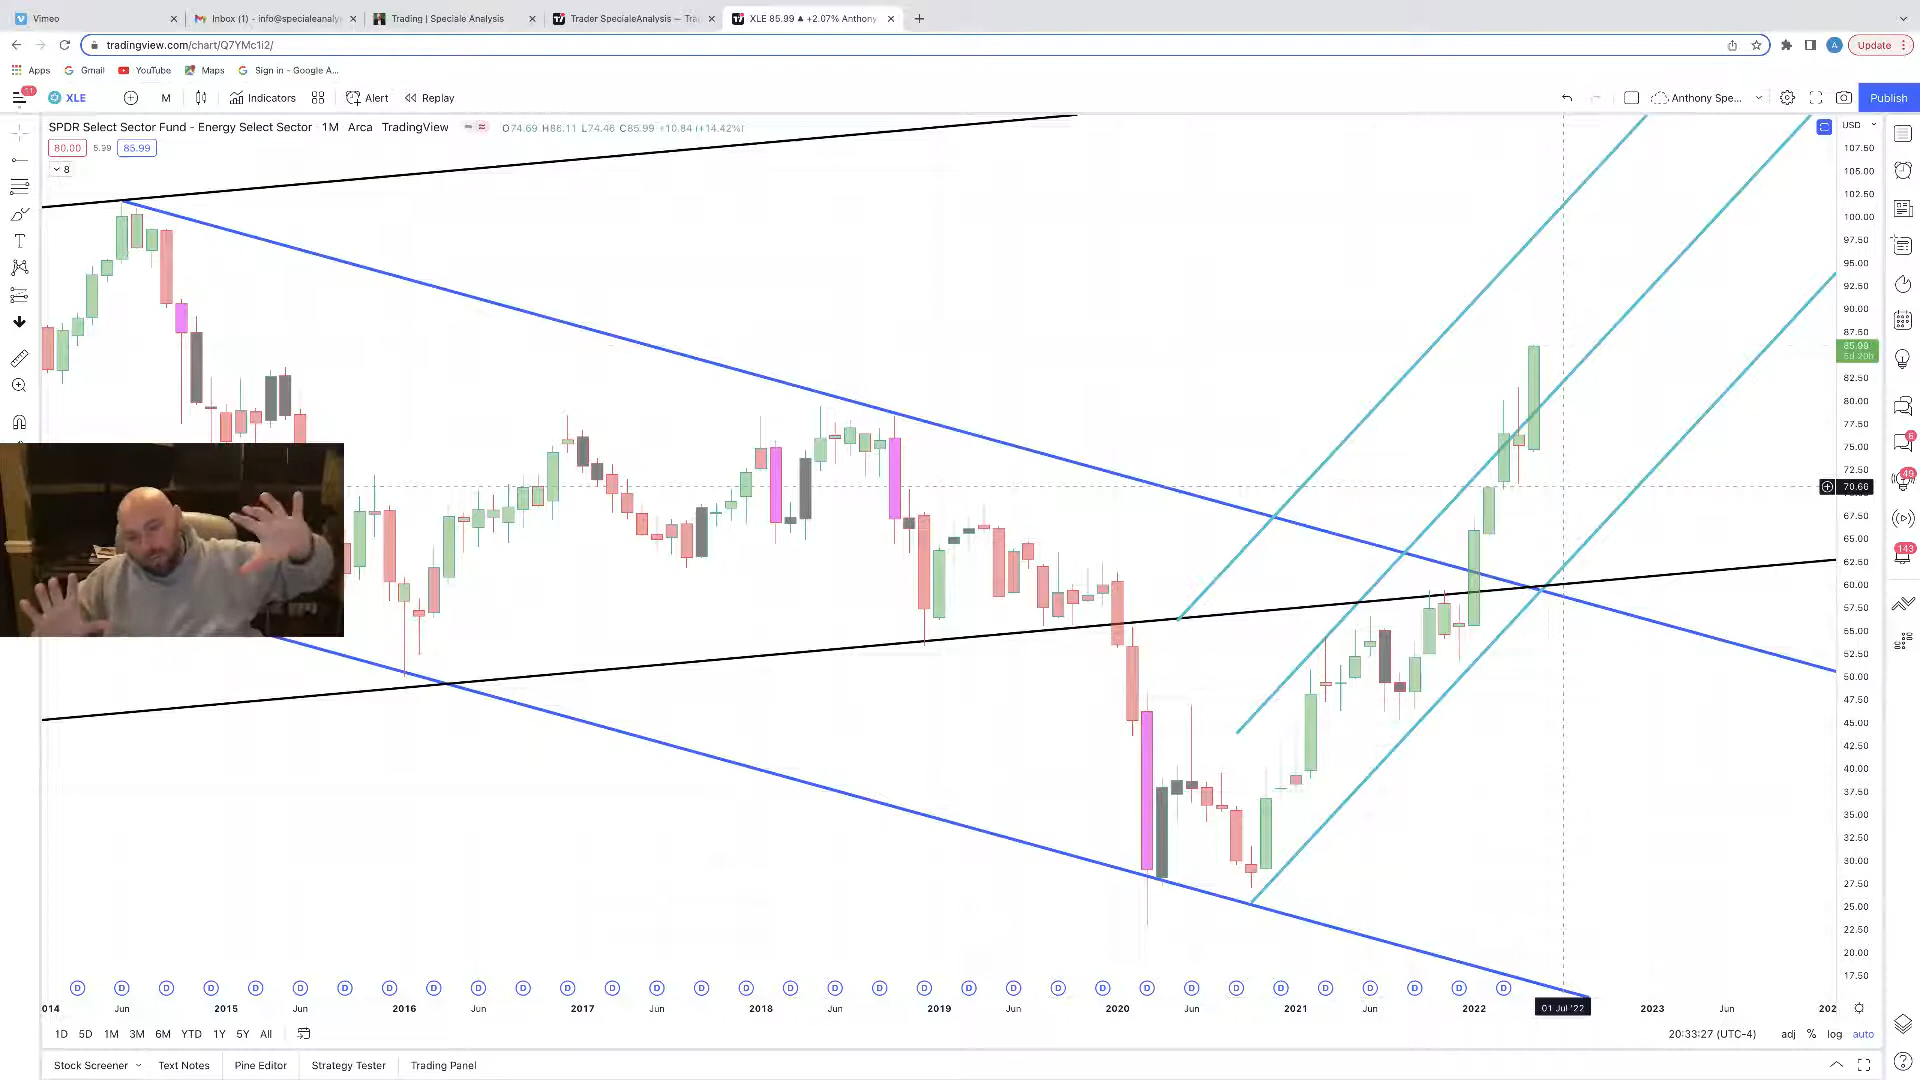 Vimeo
Inbox (1) - info@specialeanaly
Trading | Speciale Analysis
Trader SpecialeAnalysis — Tra
XLE 85.99 ▲ +2.07% Anthony
tradingview.com/chart/Q7YMc1i2/
Update
Apps
Gmail
YouTube
Maps
Sign in - Google A...
11
XLE
M
Indicators
Alert
Replay
Anthony Spe...
Publish
SPDR Select Sector Fund - Energy Select Sector · 1M · Arca · TradingView
O74.69 H86.11 L74.46 C85.99 +10.84 (+14.42%)
80.00 5.99 85.99
8
USD
107.50
105.00
102.50
100.00
97.50
95.00
92.50
90.00
87.50
85.99
5d 20h
82.50
80.00
77.50
75.00
72.50
70.66
67.50
65.00
62.50
60.00
57.50
55.00
52.50
50.00
47.50
45.00
42.50
40.00
37.50
35.00
32.50
30.00
27.50
25.00
22.50
20.00
17.50
6
49
143
D D D D D D D D D D D D D D D D D D D D D D D D D D D D D D D D D
014 Jun 2015 Jun 2016 Jun 2017 Jun 2018 Jun 2019 Jun 2020 Jun 2021 Jun 2022 01 Jul '22 2023 Jun 202
1D 5D 1M 3M 6M YTD 1Y 5Y All
20:33:27 (UTC-4)
adj % log auto
Stock Screener
Text Notes
Pine Editor
Strategy Tester
Trading Panel